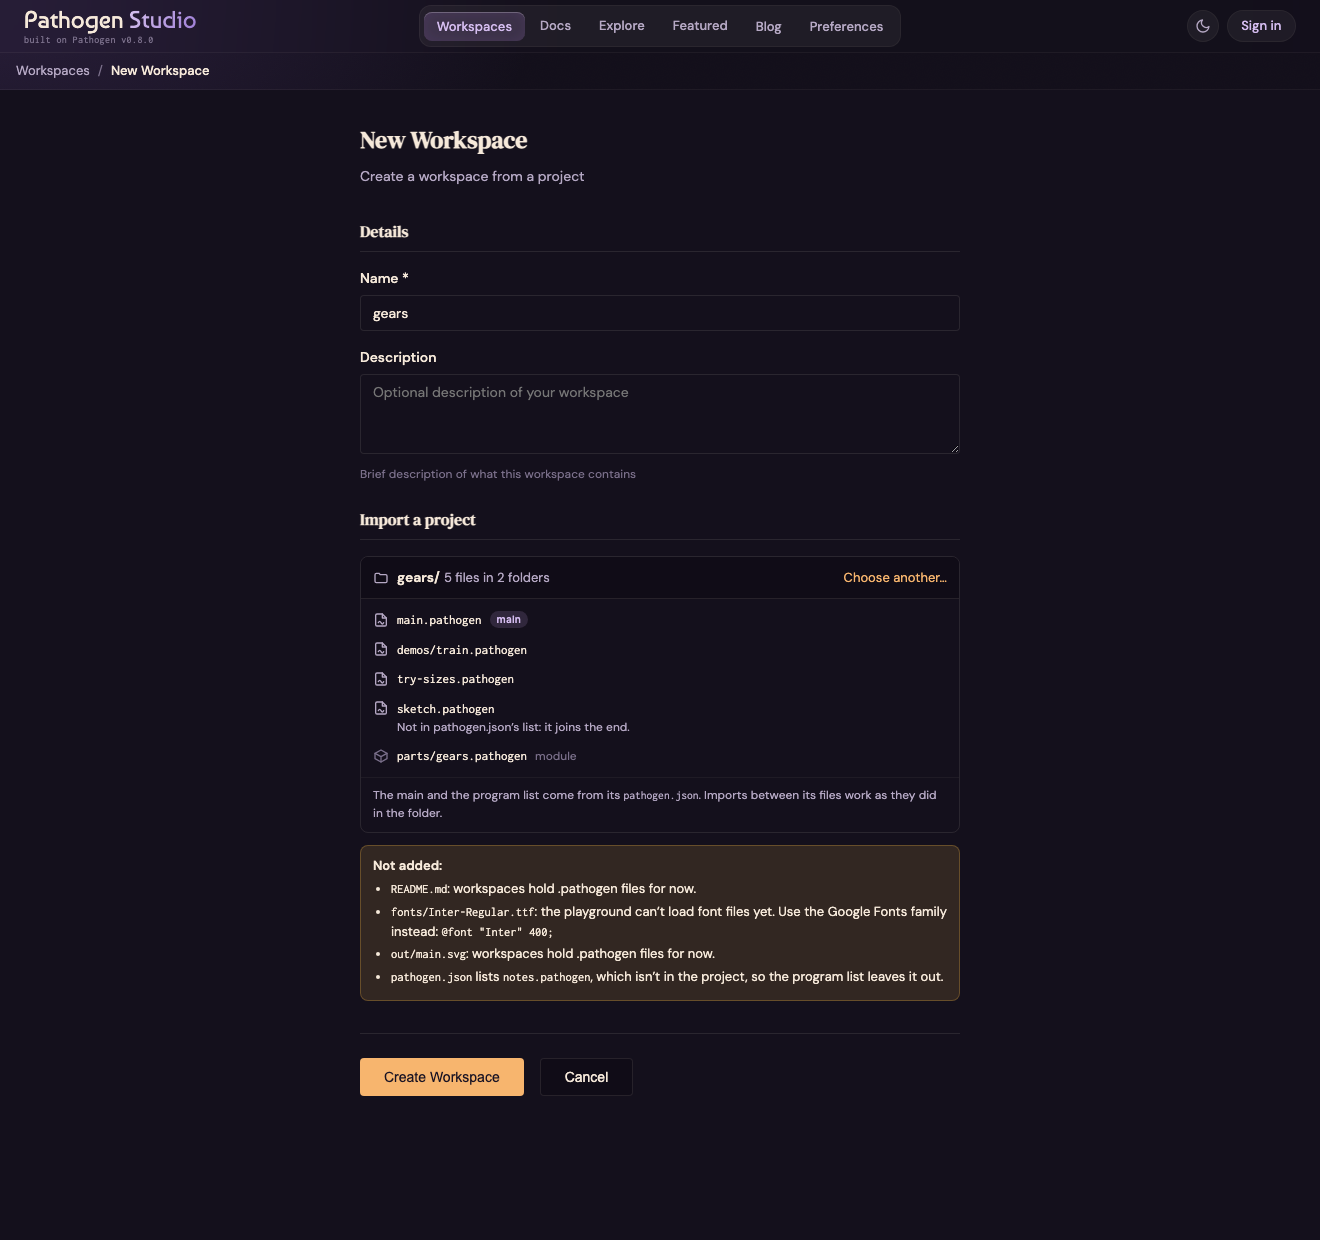 Pathogen Studio
built on Pathogen v0.8.0
Workspaces
Docs
Explore
Featured
Blog
Preferences
Sign in
Workspaces / New Workspace
New Workspace
Create a workspace from a project
Details
Name *
gears
Description
Optional description of your workspace
Brief description of what this workspace contains
Import a project
gears/ 5 files in 2 folders
Choose another...
main.pathogen main
demos/train.pathogen
try-sizes.pathogen
sketch.pathogen
Not in pathogen.json’s list: it joins the end.
parts/gears.pathogen module
The main and the program list come from its pathogen.json. Imports between its files work as they did
in the folder.
Not added:
• README.md: workspaces hold .pathogen files for now.
• fonts/Inter-Regular.ttf: the playground can’t load font files yet. Use the Google Fonts family
instead: @font "Inter" 400;
• out/main.svg: workspaces hold .pathogen files for now.
• pathogen.json lists notes.pathogen, which isn’t in the project, so the program list leaves it out.
Create Workspace
Cancel